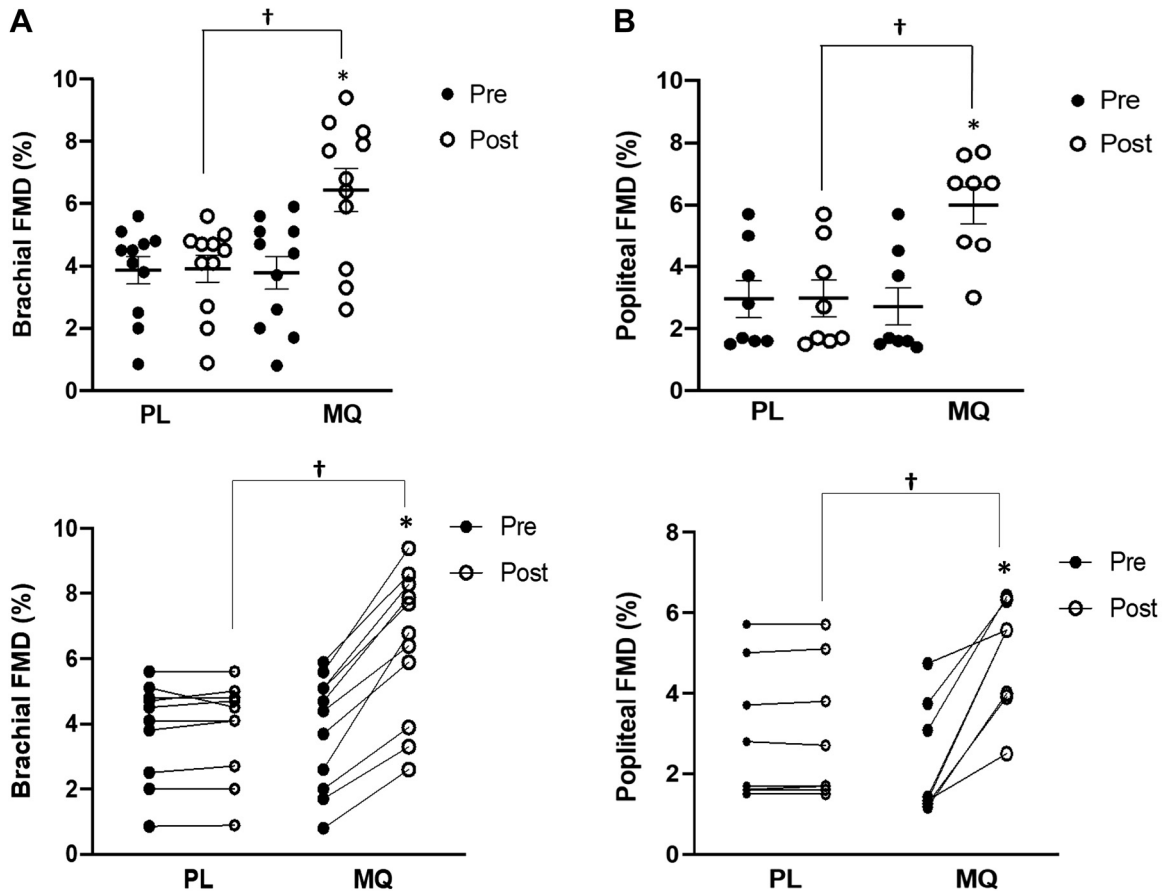 A
†
*
10
8
6
4
2
0
Brachial FMD (%)
Pre
Post
PL
MQ
B
†
*
10
8
6
4
2
0
Popliteal FMD (%)
Pre
Post
PL
MQ
†
*
10
8
6
4
2
0
Brachial FMD (%)
Pre
Post
PL
MQ
†
*
8
6
4
2
0
Popliteal FMD (%)
Pre
Post
PL
MQ